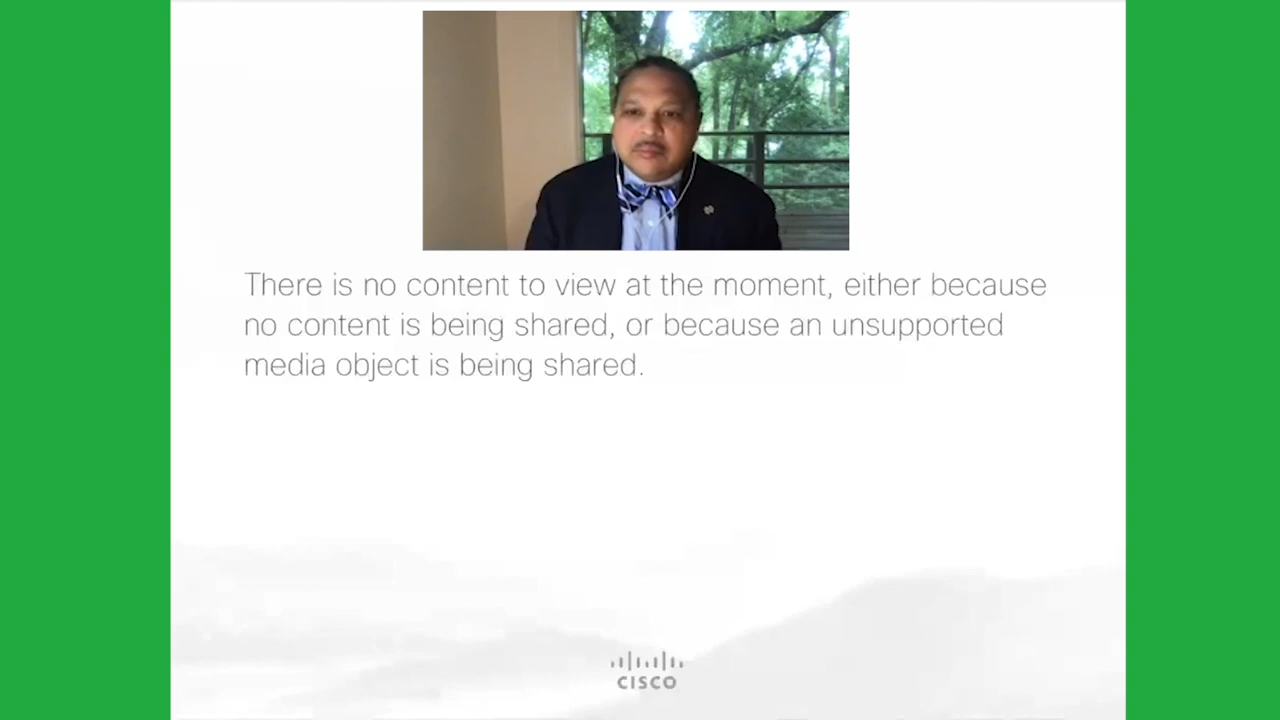 There is no content to view at the moment, either because
no content is being shared, or because an unsupported
media object is being shared.
CISCO